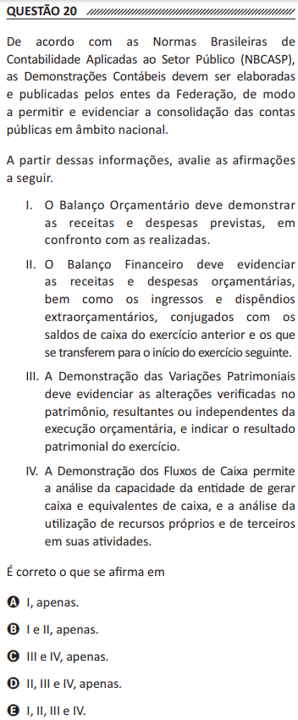 QUESTÃO 20
De acordo com as Normas Brasileiras de
Contabilidade Aplicadas ao Setor Público (NBCASP),
as Demonstrações Contábeis devem ser elaboradas
e publicadas pelos entes da Federação, de modo
a permitir e evidenciar a consolidação das contas
públicas em âmbito nacional.
A partir dessas informações, avalie as afirmações
a seguir.
I. O Balanço Orçamentário deve demonstrar
as receitas e despesas previstas, em
confronto com as realizadas.
II. O Balanço Financeiro deve evidenciar
as receitas e despesas orçamentárias,
bem como os ingressos e dispêndios
extraorçamentários, conjugados com os
saldos de caixa do exercício anterior e os que
se transferem para o início do exercício seguinte.
III. A Demonstração das Variações Patrimoniais
deve evidenciar as alterações verificadas no
patrimônio, resultantes ou independentes da
execução orçamentária, e indicar o resultado
patrimonial do exercício.
IV. A Demonstração dos Fluxos de Caixa permite
a análise da capacidade da entidade de gerar
caixa e equivalentes de caixa, e a análise da
utilização de recursos próprios e de terceiros
em suas atividades.
É correto o que se afirma em
A I, apenas.
B I e II, apenas.
C III e IV, apenas.
D II, III e IV, apenas.
E I, II, III e IV.